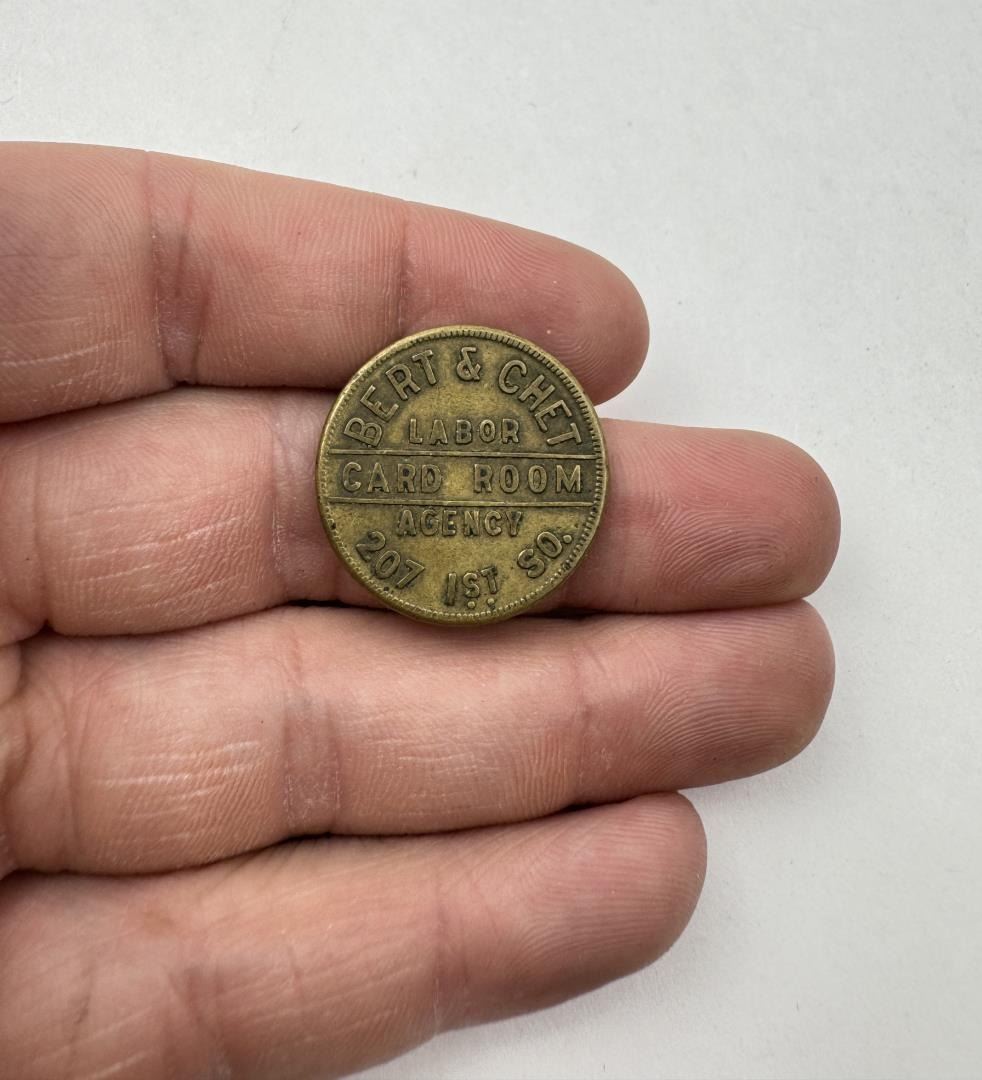 BERT & CHET
LABOR
CARD ROOM
AGENCY
207 1ST SO.